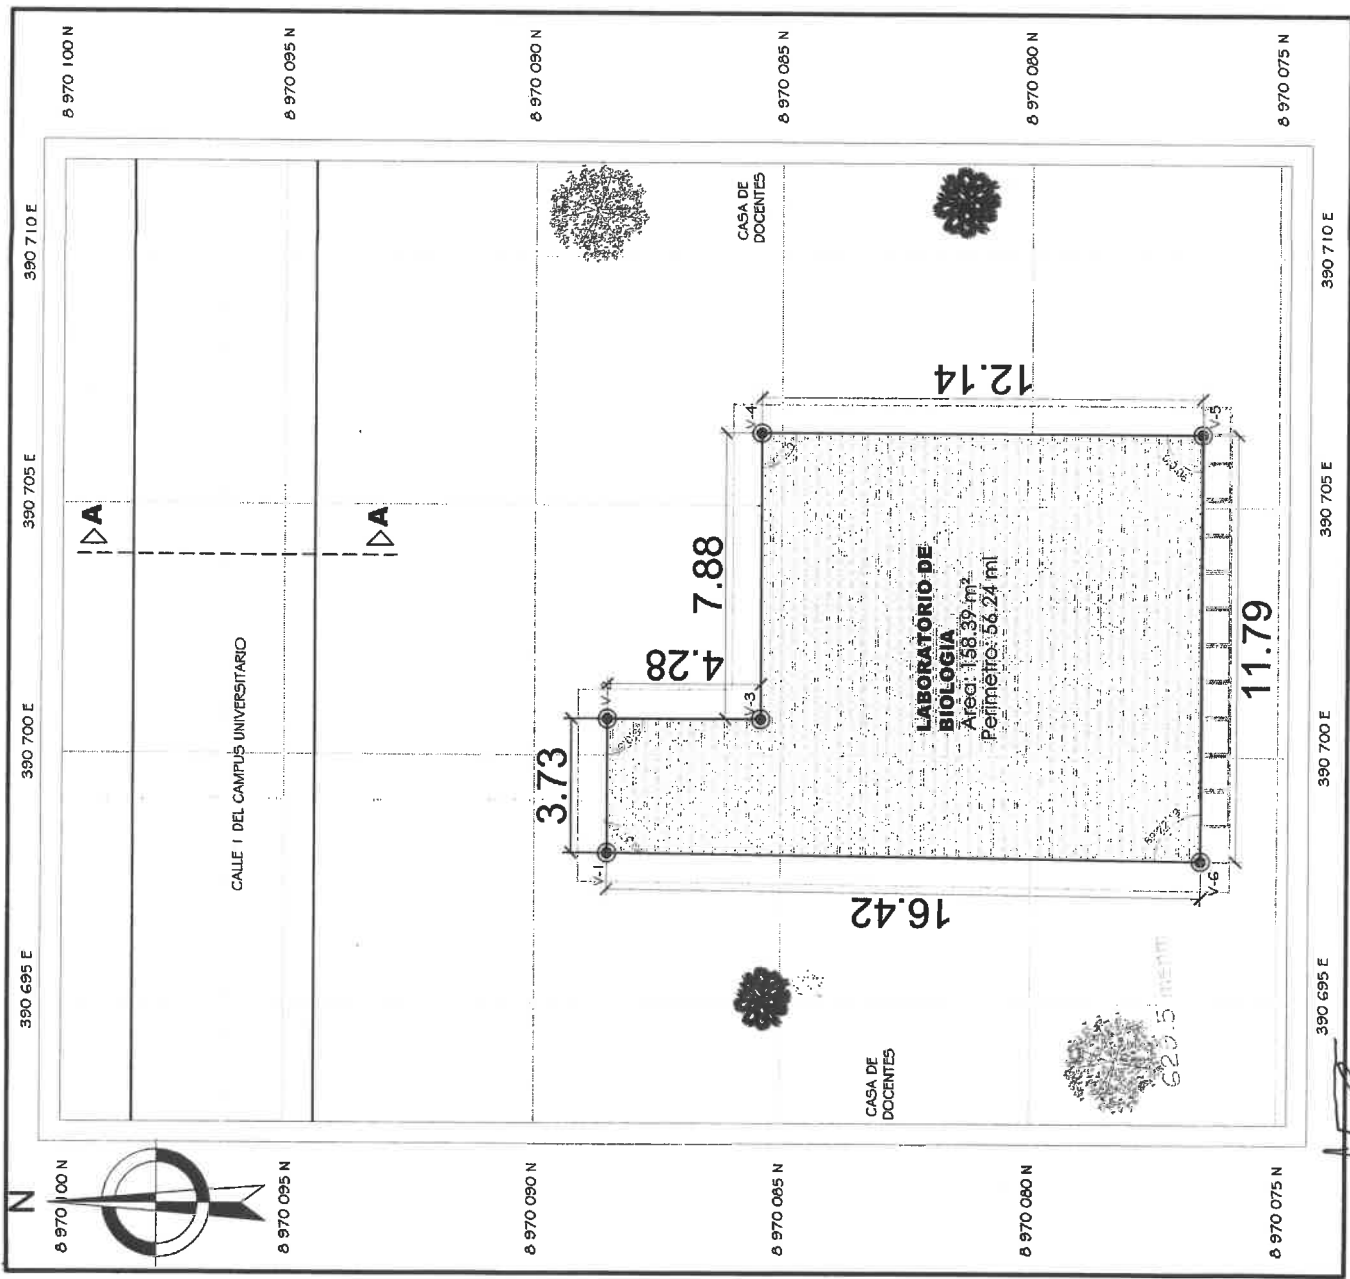 8 970 100 N
8 970 095 N
8 970 090 N
8 970 085 N
8 970 080 N
8 970 075 N
390 710 E
390 705 E
390 700 E
390 695 E
N
A
A
CALLE 1 DEL CAMPUS UNIVERSITARIO
CASA DE
DOCENTES
12.14
7.88
4.28
3.73
16.42
11.79
V-1
V-2
V-3
V-4
V-5
V-6
LABORATORIO DE
BIOLOGIA
Area: 158.39 m²
Perimetro: 56.24 ml
CASA DE
DOCENTES
390 710 E
390 705 E
390 700 E
390 695 E
8 970 100 N
8 970 095 N
8 970 090 N
8 970 085 N
8 970 080 N
8 970 075 N